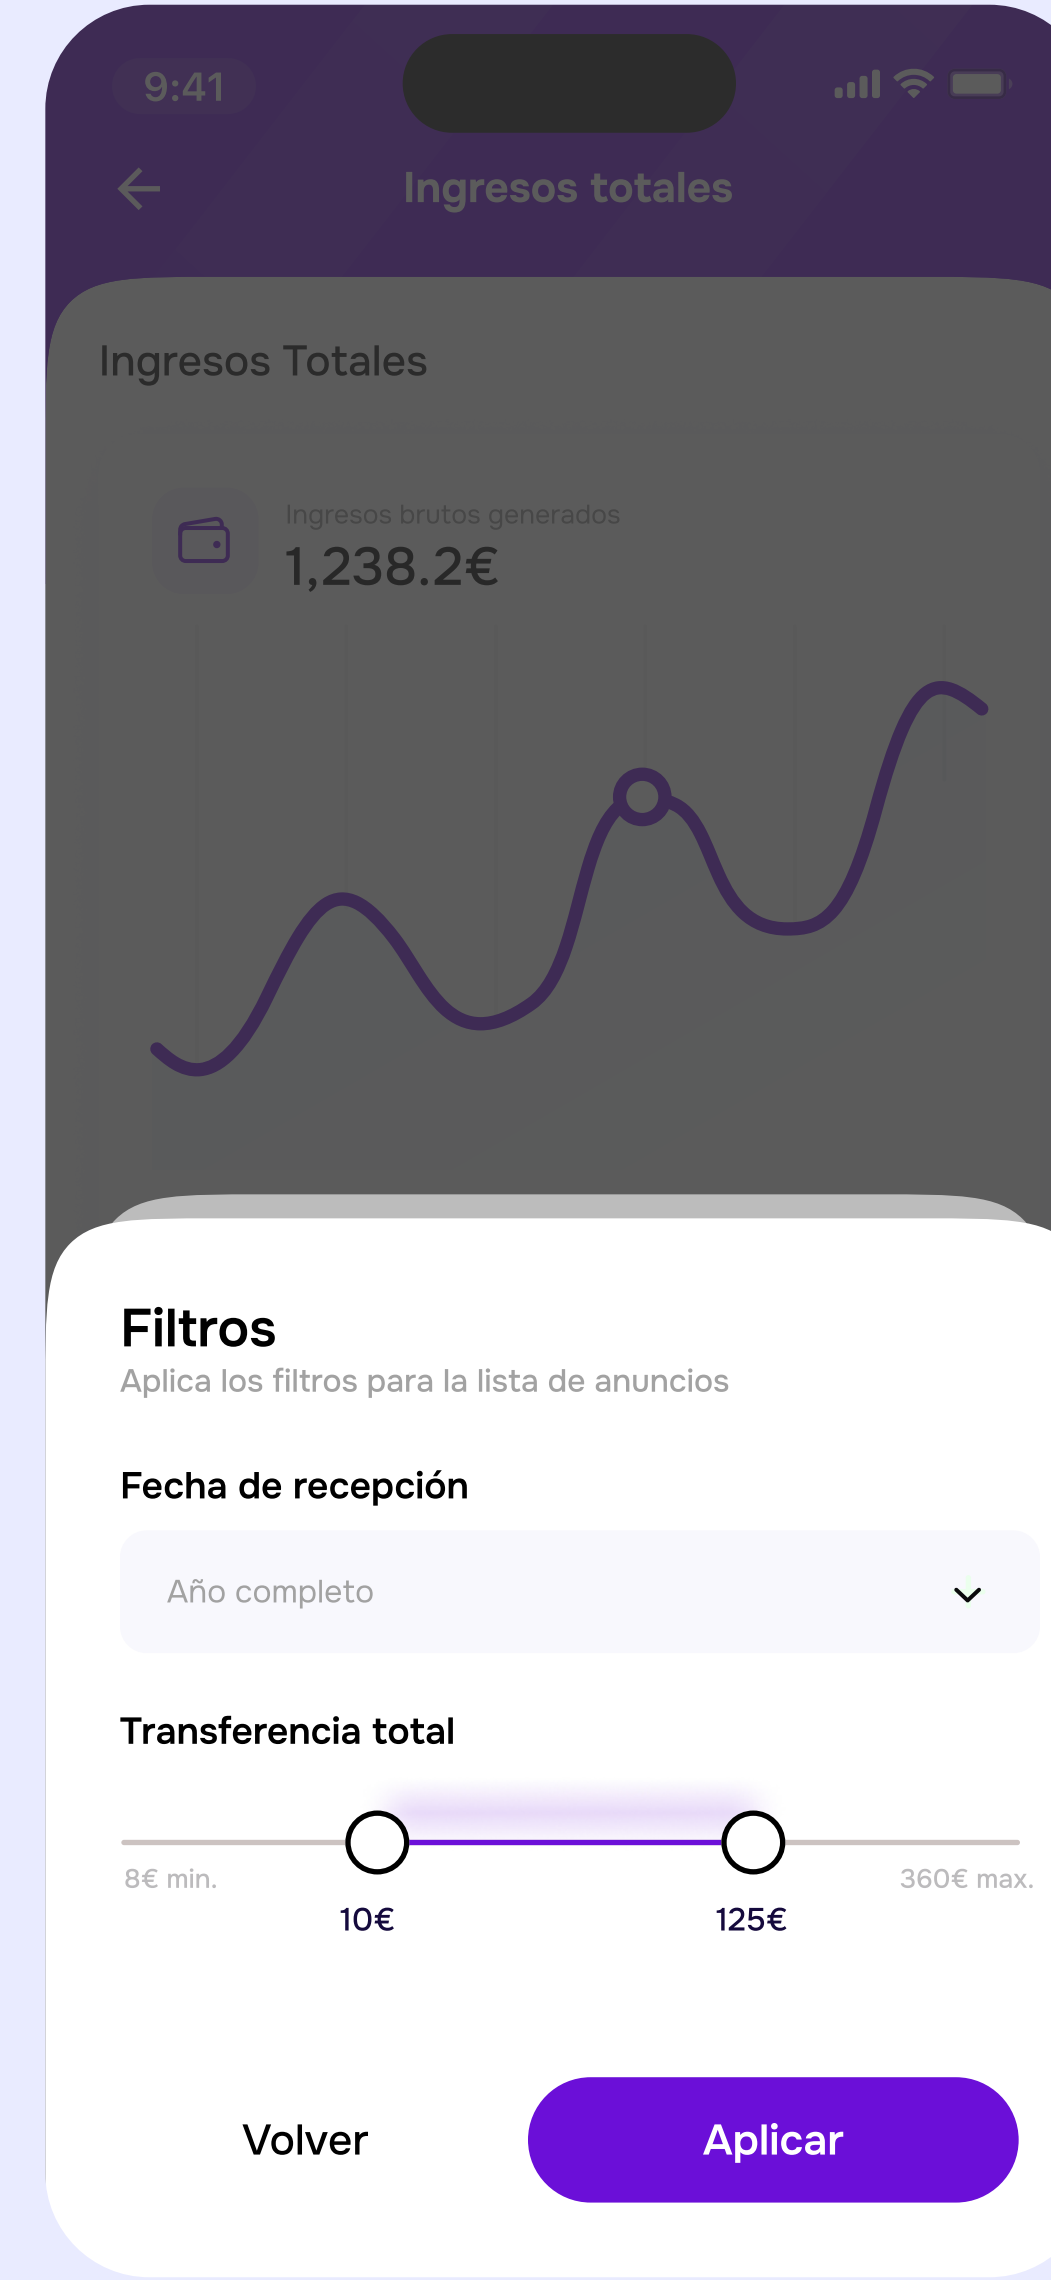 9:41
Ingresos totales
Ingresos Totales
Ingresos brutos generados
1,238.2€
Filtros
Aplica los filtros para la lista de anuncios
Fecha de recepción
Año completo
Transferencia total
8€ min.
360€ max.
10€
125€
Volver
Aplicar